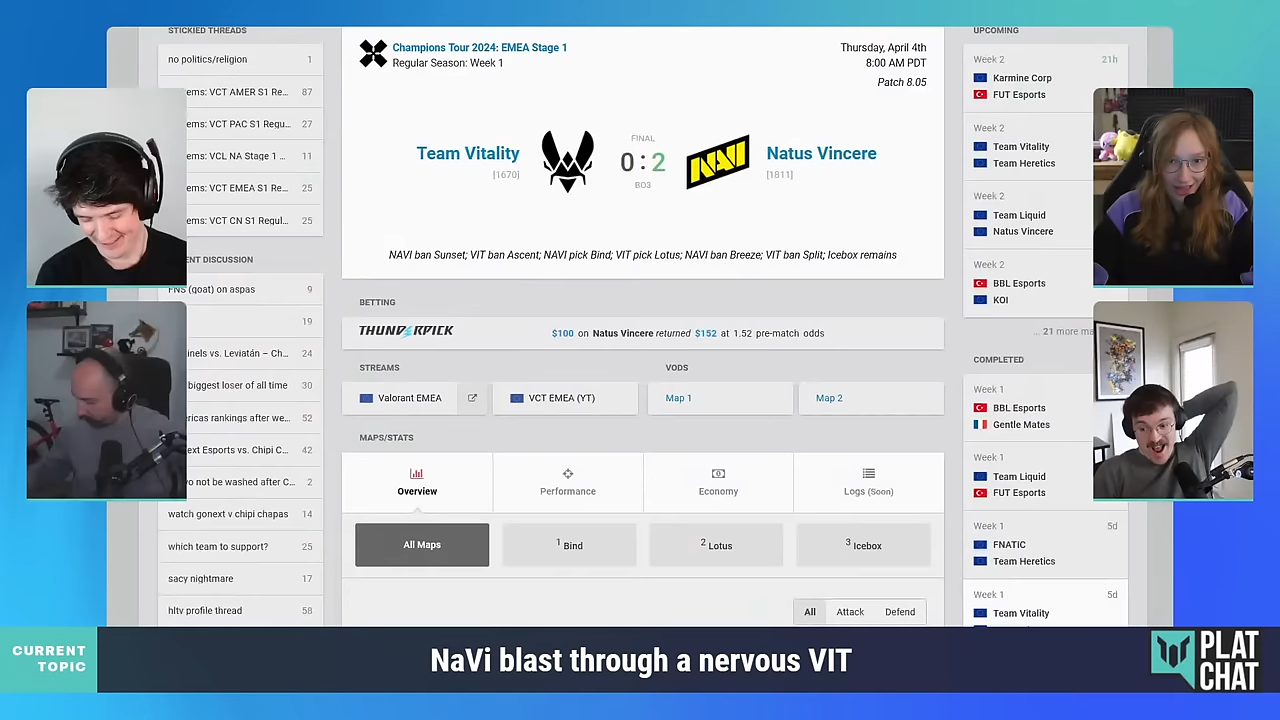 STICKIED THREADS
no politics/religion 1
ems: VCT AMER S1 Re... 87
ems: VCT PAC S1 Regu... 27
ems: VCL NA Stage 1 ... 11
ems: VCT EMEA S1 Re... 25
ems: VCT CN S1 Regul... 25
ENT DISCUSSION
FNS (goat) on aspas 9
19
inels vs. Leviatán – Ch... 24
biggest loser of all time 30
ericas rankings after we... 52
ext Esports vs. Chipi C... 42
yo not be washed after C... 2
watch gonext v chipi chapas 14
which team to support? 25
sacy nightmare 17
hltv profile thread 58
Champions Tour 2024: EMEA Stage 1
Regular Season: Week 1
Thursday, April 4th
8:00 AM PDT
Patch 8.05
Team Vitality
[1670]
FINAL
0 : 2
BO3
NAVI
Natus Vincere
[1811]
NAVI ban Sunset; VIT ban Ascent; NAVI pick Bind; VIT pick Lotus; NAVI ban Breeze; VIT ban Split; Icebox remains
BETTING
THUNDERPICK
$100 on Natus Vincere returned $152 at 1.52 pre-match odds
STREAMS
VODS
Valorant EMEA
VCT EMEA (YT)
Map 1
Map 2
MAPS/STATS
Overview
Performance
Economy
Logs (Soon)
All Maps
1 Bind
2 Lotus
3 Icebox
All Attack Defend
UPCOMING
Week 2 21h
Karmine Corp
FUT Esports
Week 2
Team Vitality
Team Heretics
Week 2
Team Liquid
Natus Vincere
Week 2
BBL Esports
KOI
... 21 more ma
COMPLETED
Week 1
BBL Esports
Gentle Mates
Week 1
Team Liquid
FUT Esports
Week 1 5d
FNATIC
Team Heretics
Week 1 5d
Team Vitality
CURRENT
TOPIC
NaVi blast through a nervous VIT
PLAT
CHAT